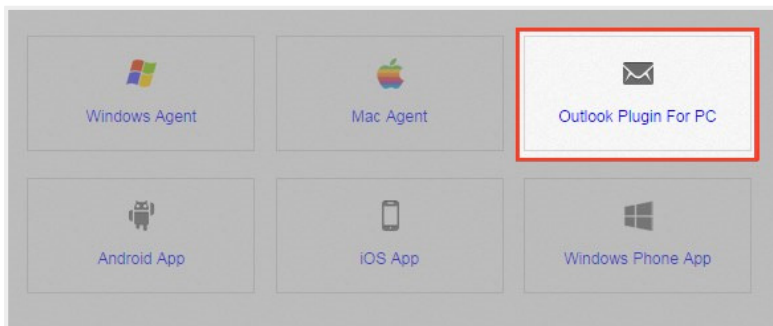 Windows Agent
Mac Agent
Outlook Plugin For PC
Android App
iOS App
Windows Phone App